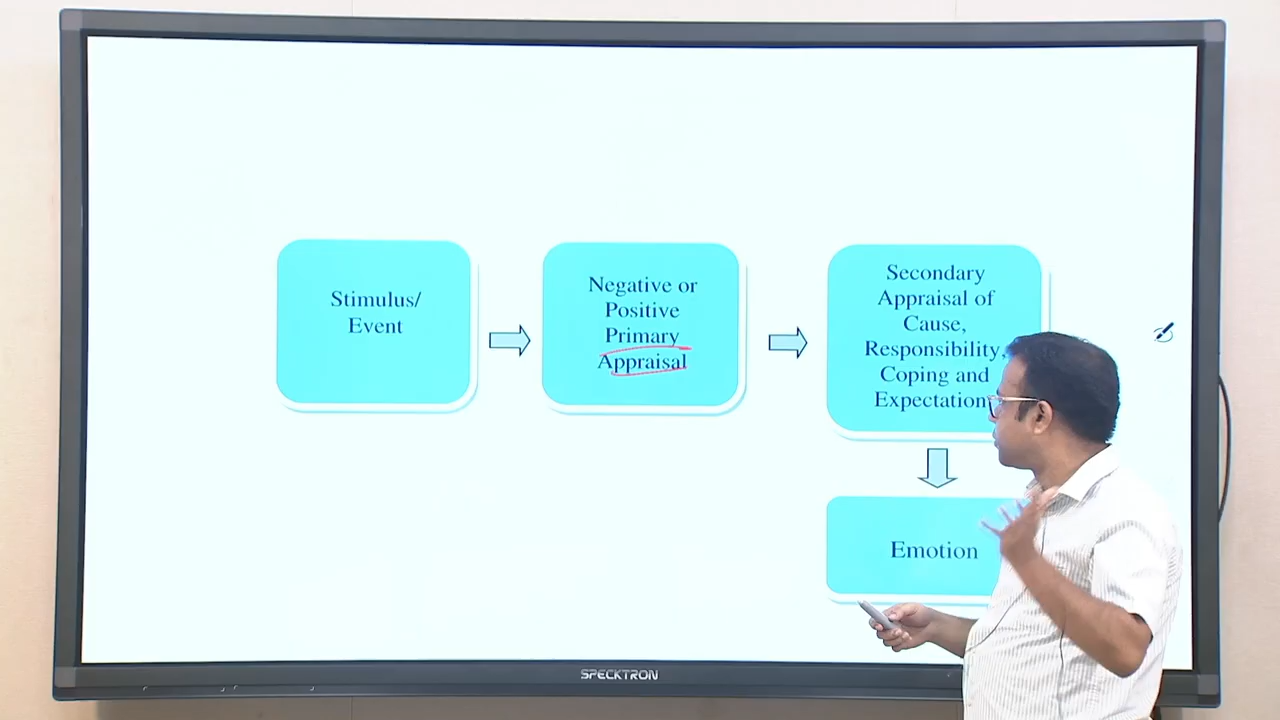 Stimulus/
Event
Negative or
Positive
Primary
Appraisal
Secondary
Appraisal of
Cause,
Responsibility,
Coping and
Expectation
Emotion
SPECKTRON